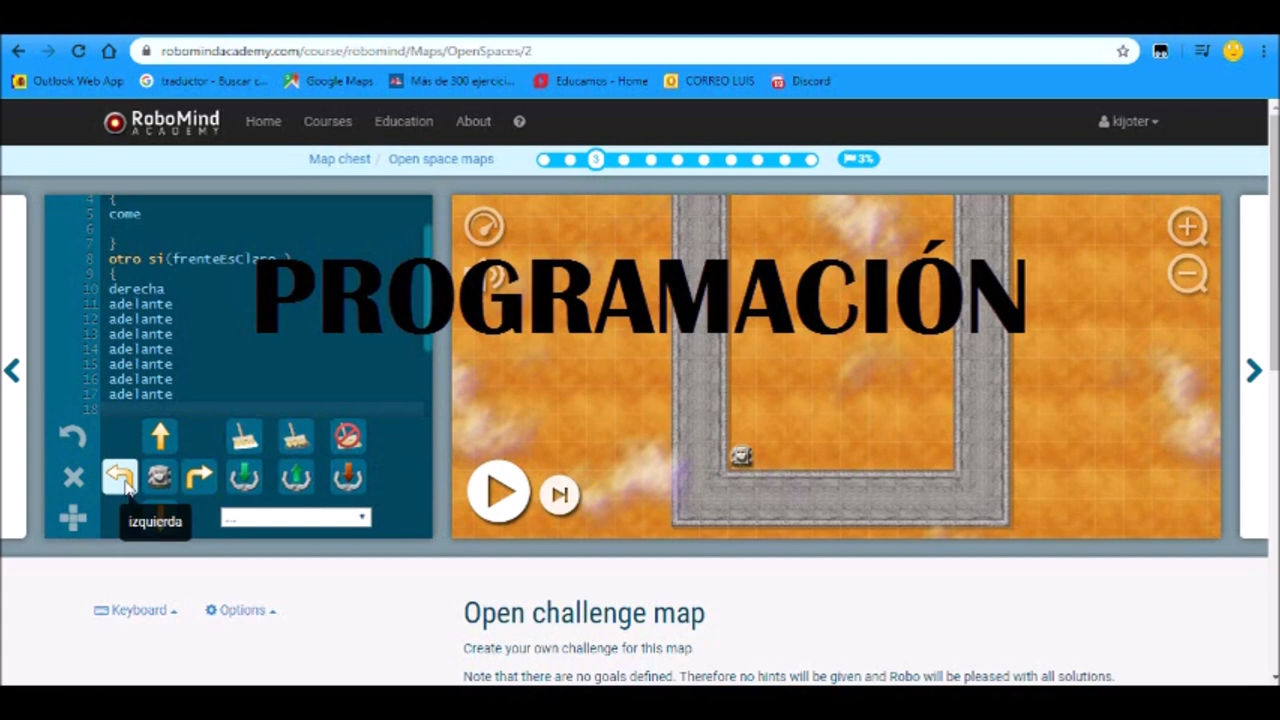 robomindacademy.com/course/robomind/Maps/OpenSpaces/2
Outlook Web App traductor - Buscar c... Google Maps Más de 300 ejercici... Educamos - Home CORREO LUIS Discord
RoboMind
ACADEMY
Home Courses Education About kijoter
Map chest / Open space maps 3 3%
4 {
5 come
6
7 }
8 otro si(frenteEsClaro )
9 {
10 derecha
11 adelante
12 adelante
13 adelante
14 adelante
15 adelante
16 adelante
17 adelante
18
PROGRAMACIÓN
izquierda
...
Keyboard Options
Open challenge map
Create your own challenge for this map.
Note that there are no goals defined. Therefore no hints will be given and Robo will be pleased with all solutions.